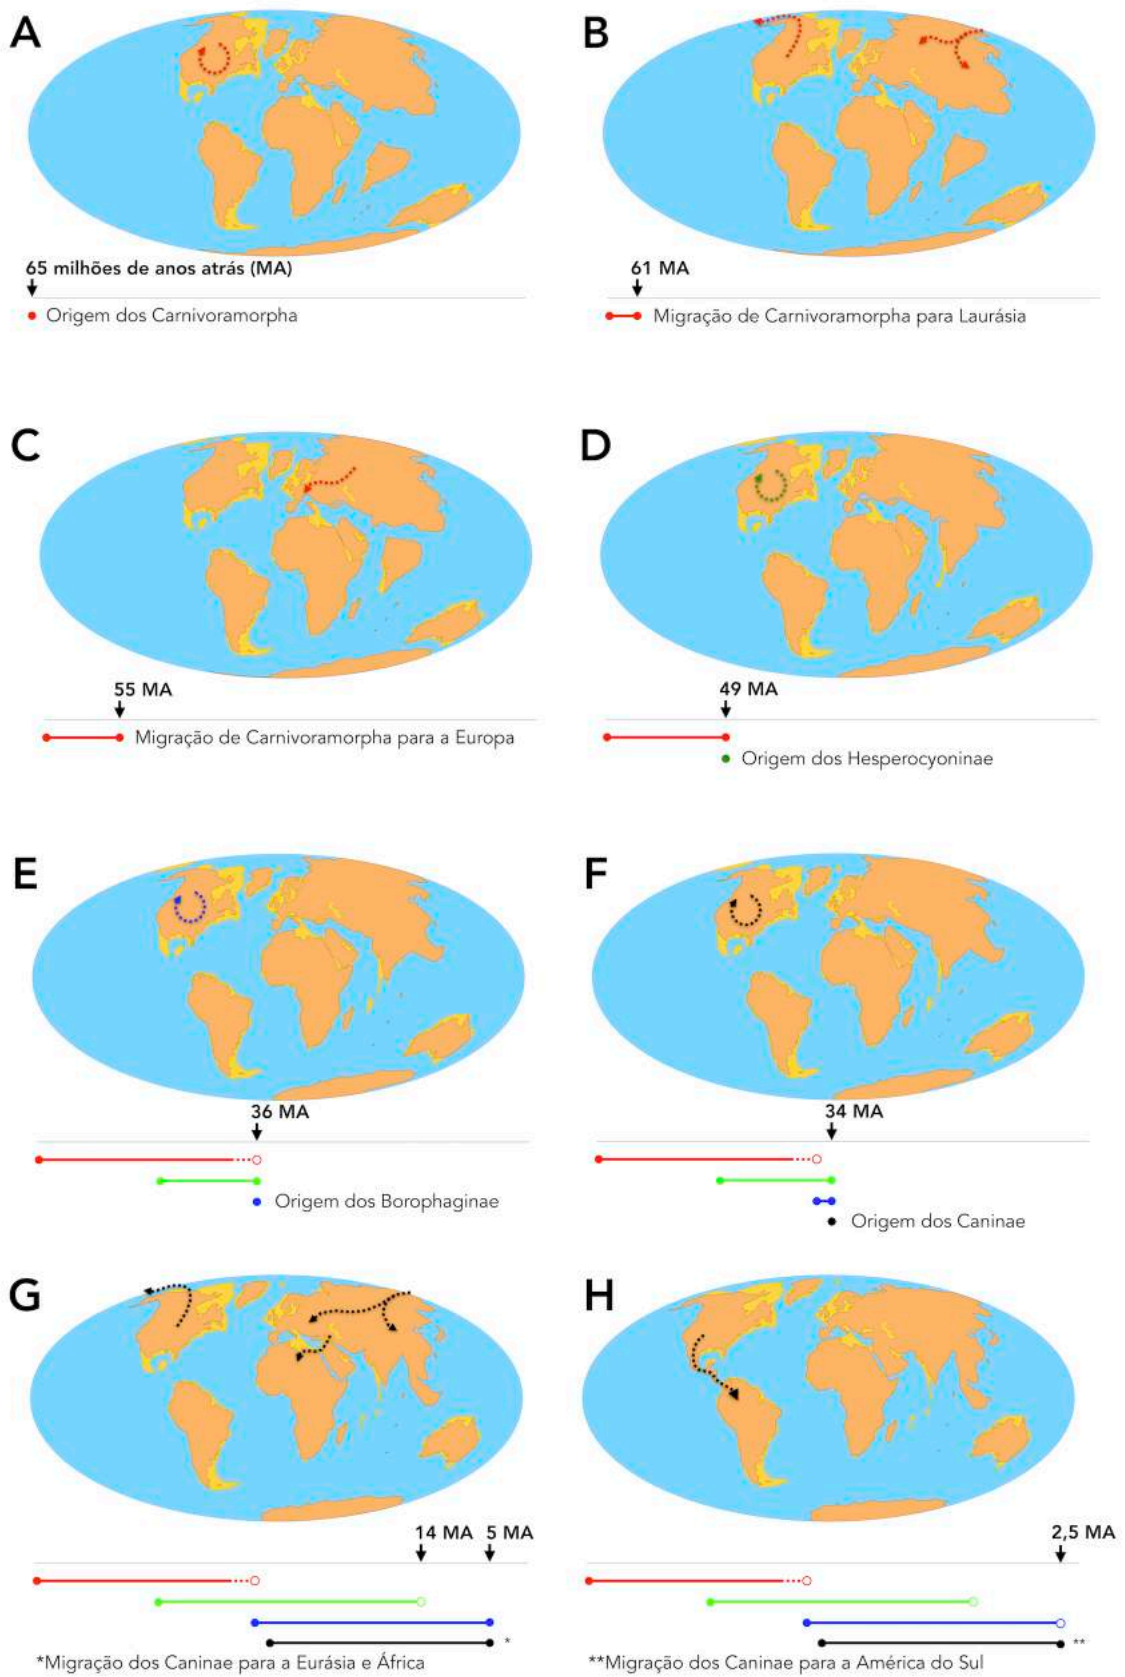 A
B
65 milhões de anos atrás (MA)
Origem dos Carnivoramorpha
61 MA
Migração de Carnivoramorpha para Laurásia
C
D
55 MA
Migração de Carnivoramorpha para a Europa
49 MA
Origem dos Hesperocyoninae
E
F
36 MA
Origem dos Borophaginae
34 MA
Origem dos Caninae
G
H
14 MA 5 MA
*
*Migração dos Caninae para a Eurásia e África
2,5 MA
**
**Migração dos Caninae para a América do Sul